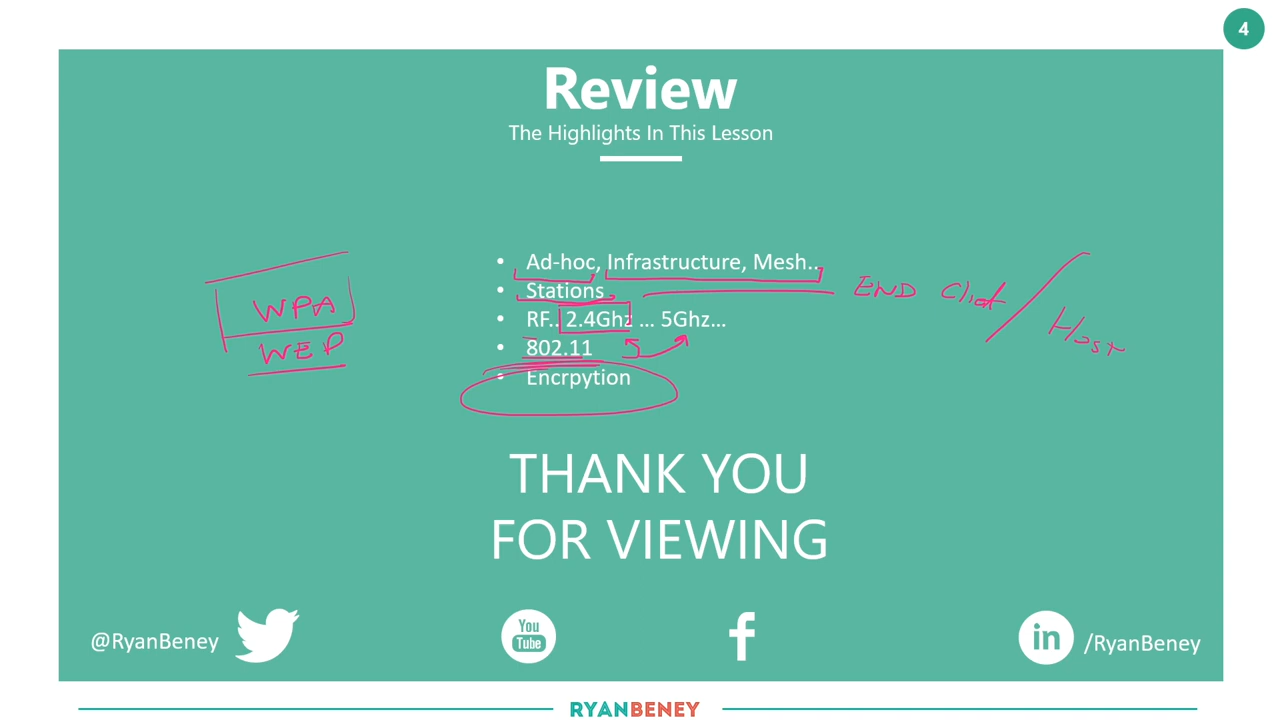 4
Review
The Highlights In This Lesson
• Ad-hoc, Infrastructure, Mesh..
• Stations
• RF.. 2.4Ghz ... 5Ghz...
• 802.11
• Encrpytion
WPA
WEP
END Client / Host
THANK YOU
FOR VIEWING
@RyanBeney
You
Tube
f
in
/RyanBeney
RYANBENEY